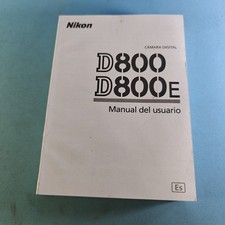 Nikon
CÁMARA DIGITAL
D800
D800E
Manual del usuario
Es